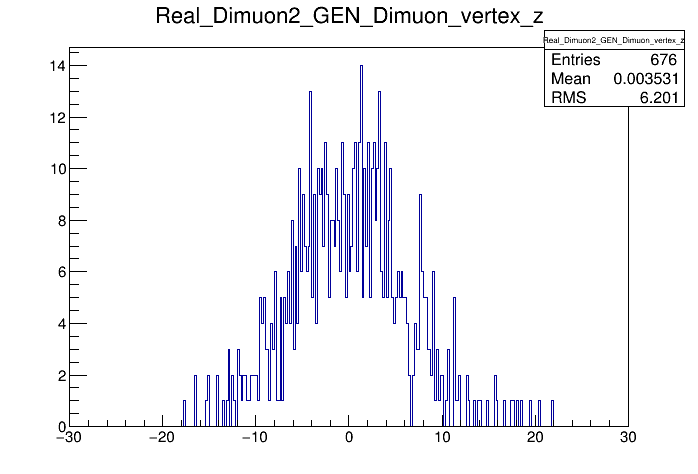 Real_Dimuon2_GEN_Dimuon_vertex_z
Real_Dimuon2_GEN_Dimuon_vertex_z
Entries 676
Mean 0.003531
RMS 6.201
14
12
10
8
6
4
2
0
−30 −20 −10 0 10 20 30